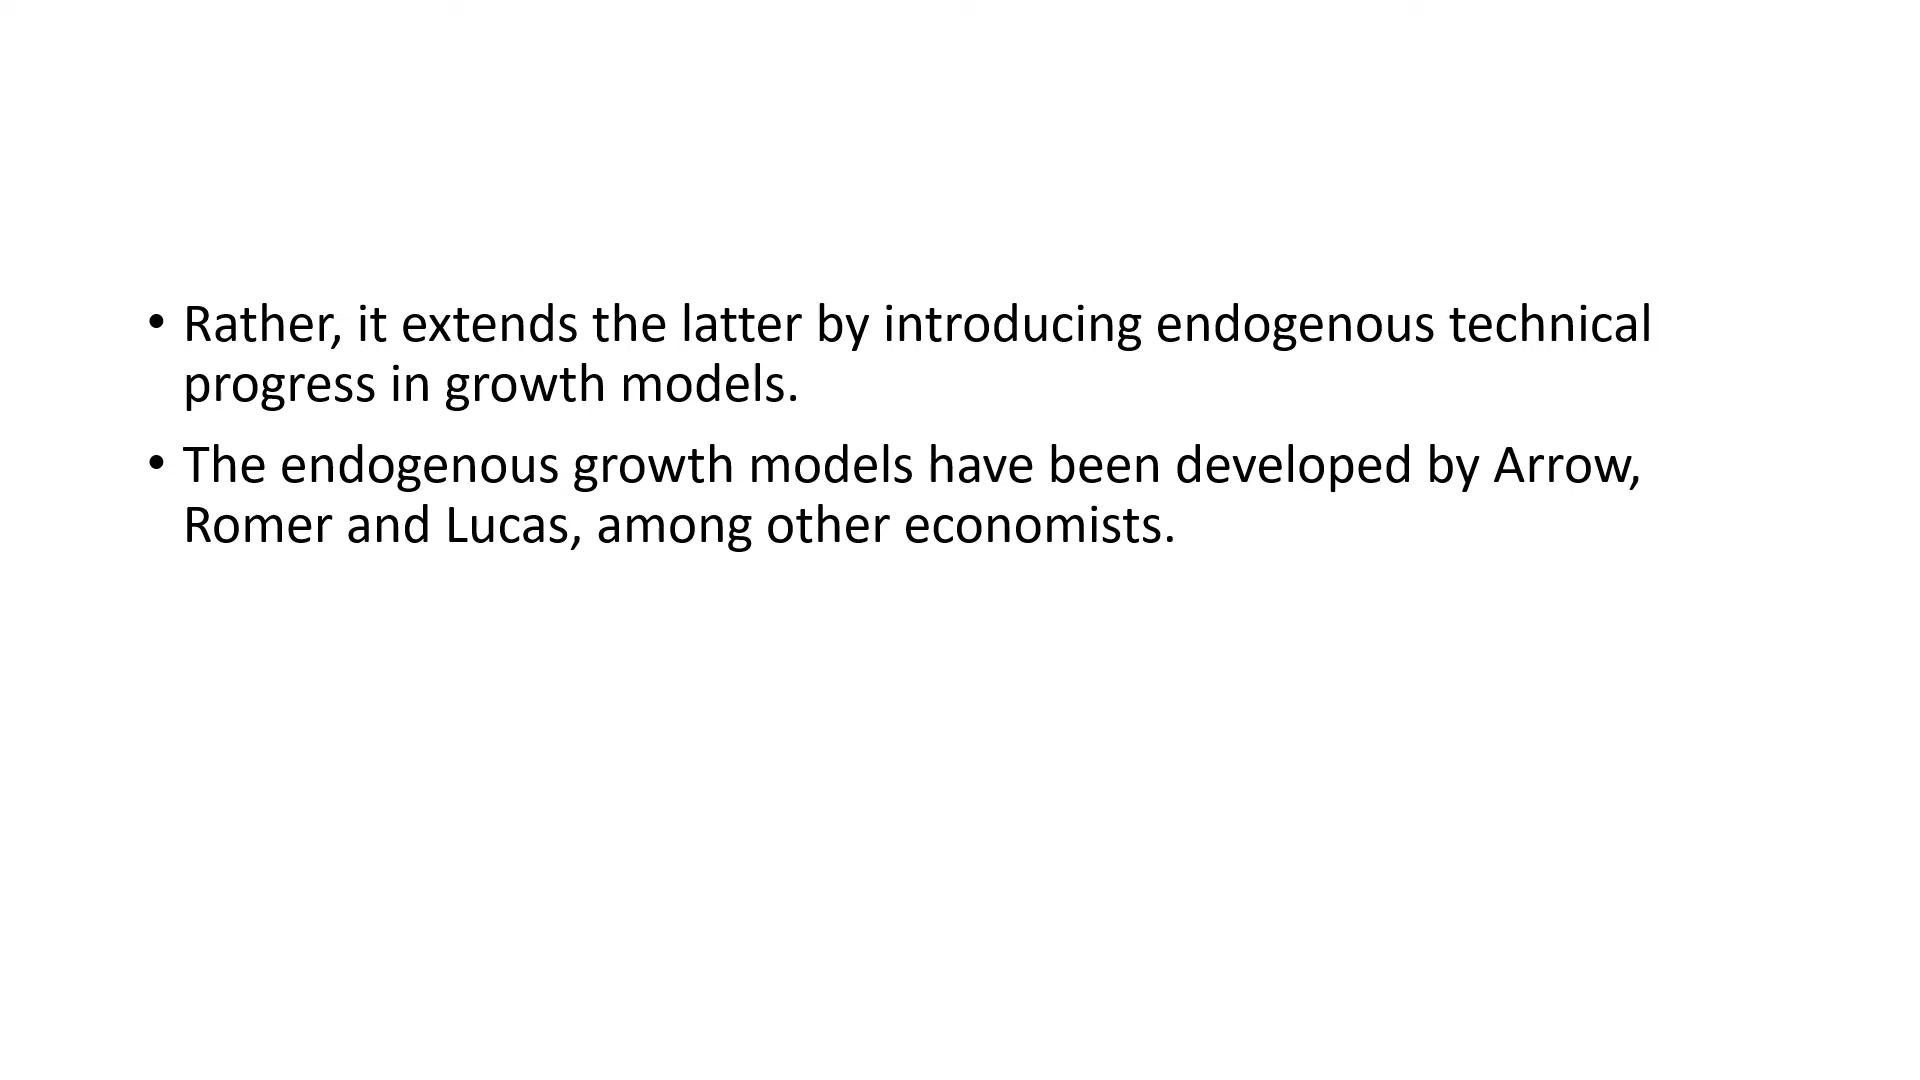 • Rather, it extends the latter by introducing endogenous technical
progress in growth models.
• The endogenous growth models have been developed by Arrow,
Romer and Lucas, among other economists.